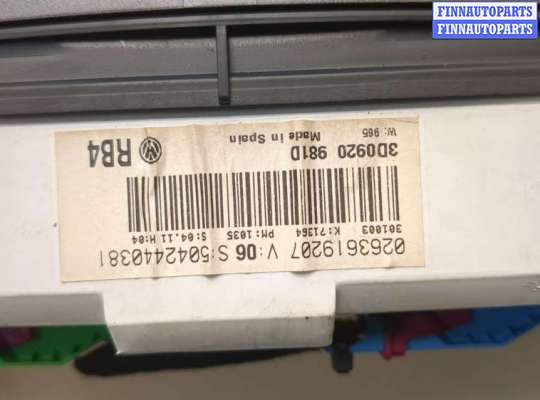 FINNAUTOPARTS
FINNAUTOPARTS
0263619207 V:06 S:5042440381
301003 K:71364 PM:1035 S:04.11 H:04
3D0920 981D RB4
W: 965 Made in Spain